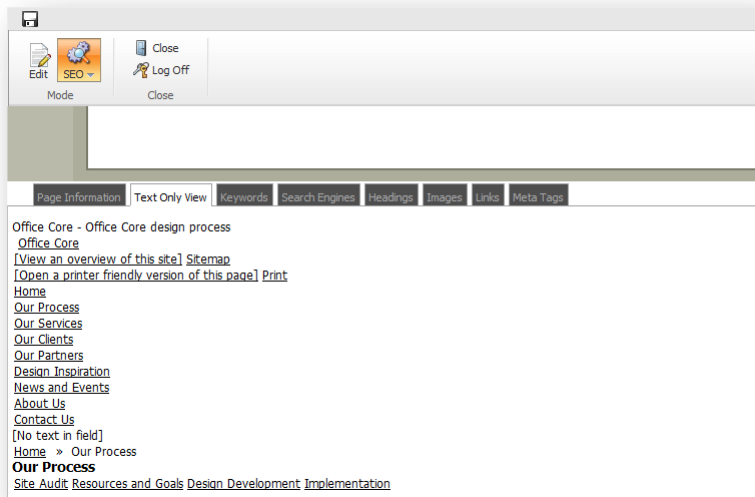 Edit SEO Close
Log Off
Mode Close
Page Information Text Only View Keywords Search Engines Headings Images Links Meta Tags
Office Core - Office Core design process
Office Core
[View an overview of this site] Sitemap
[Open a printer friendly version of this page] Print
Home
Our Process
Our Services
Our Clients
Our Partners
Design Inspiration
News and Events
About Us
Contact Us
[No text in field]
Home » Our Process
Our Process
Site Audit Resources and Goals Design Development Implementation